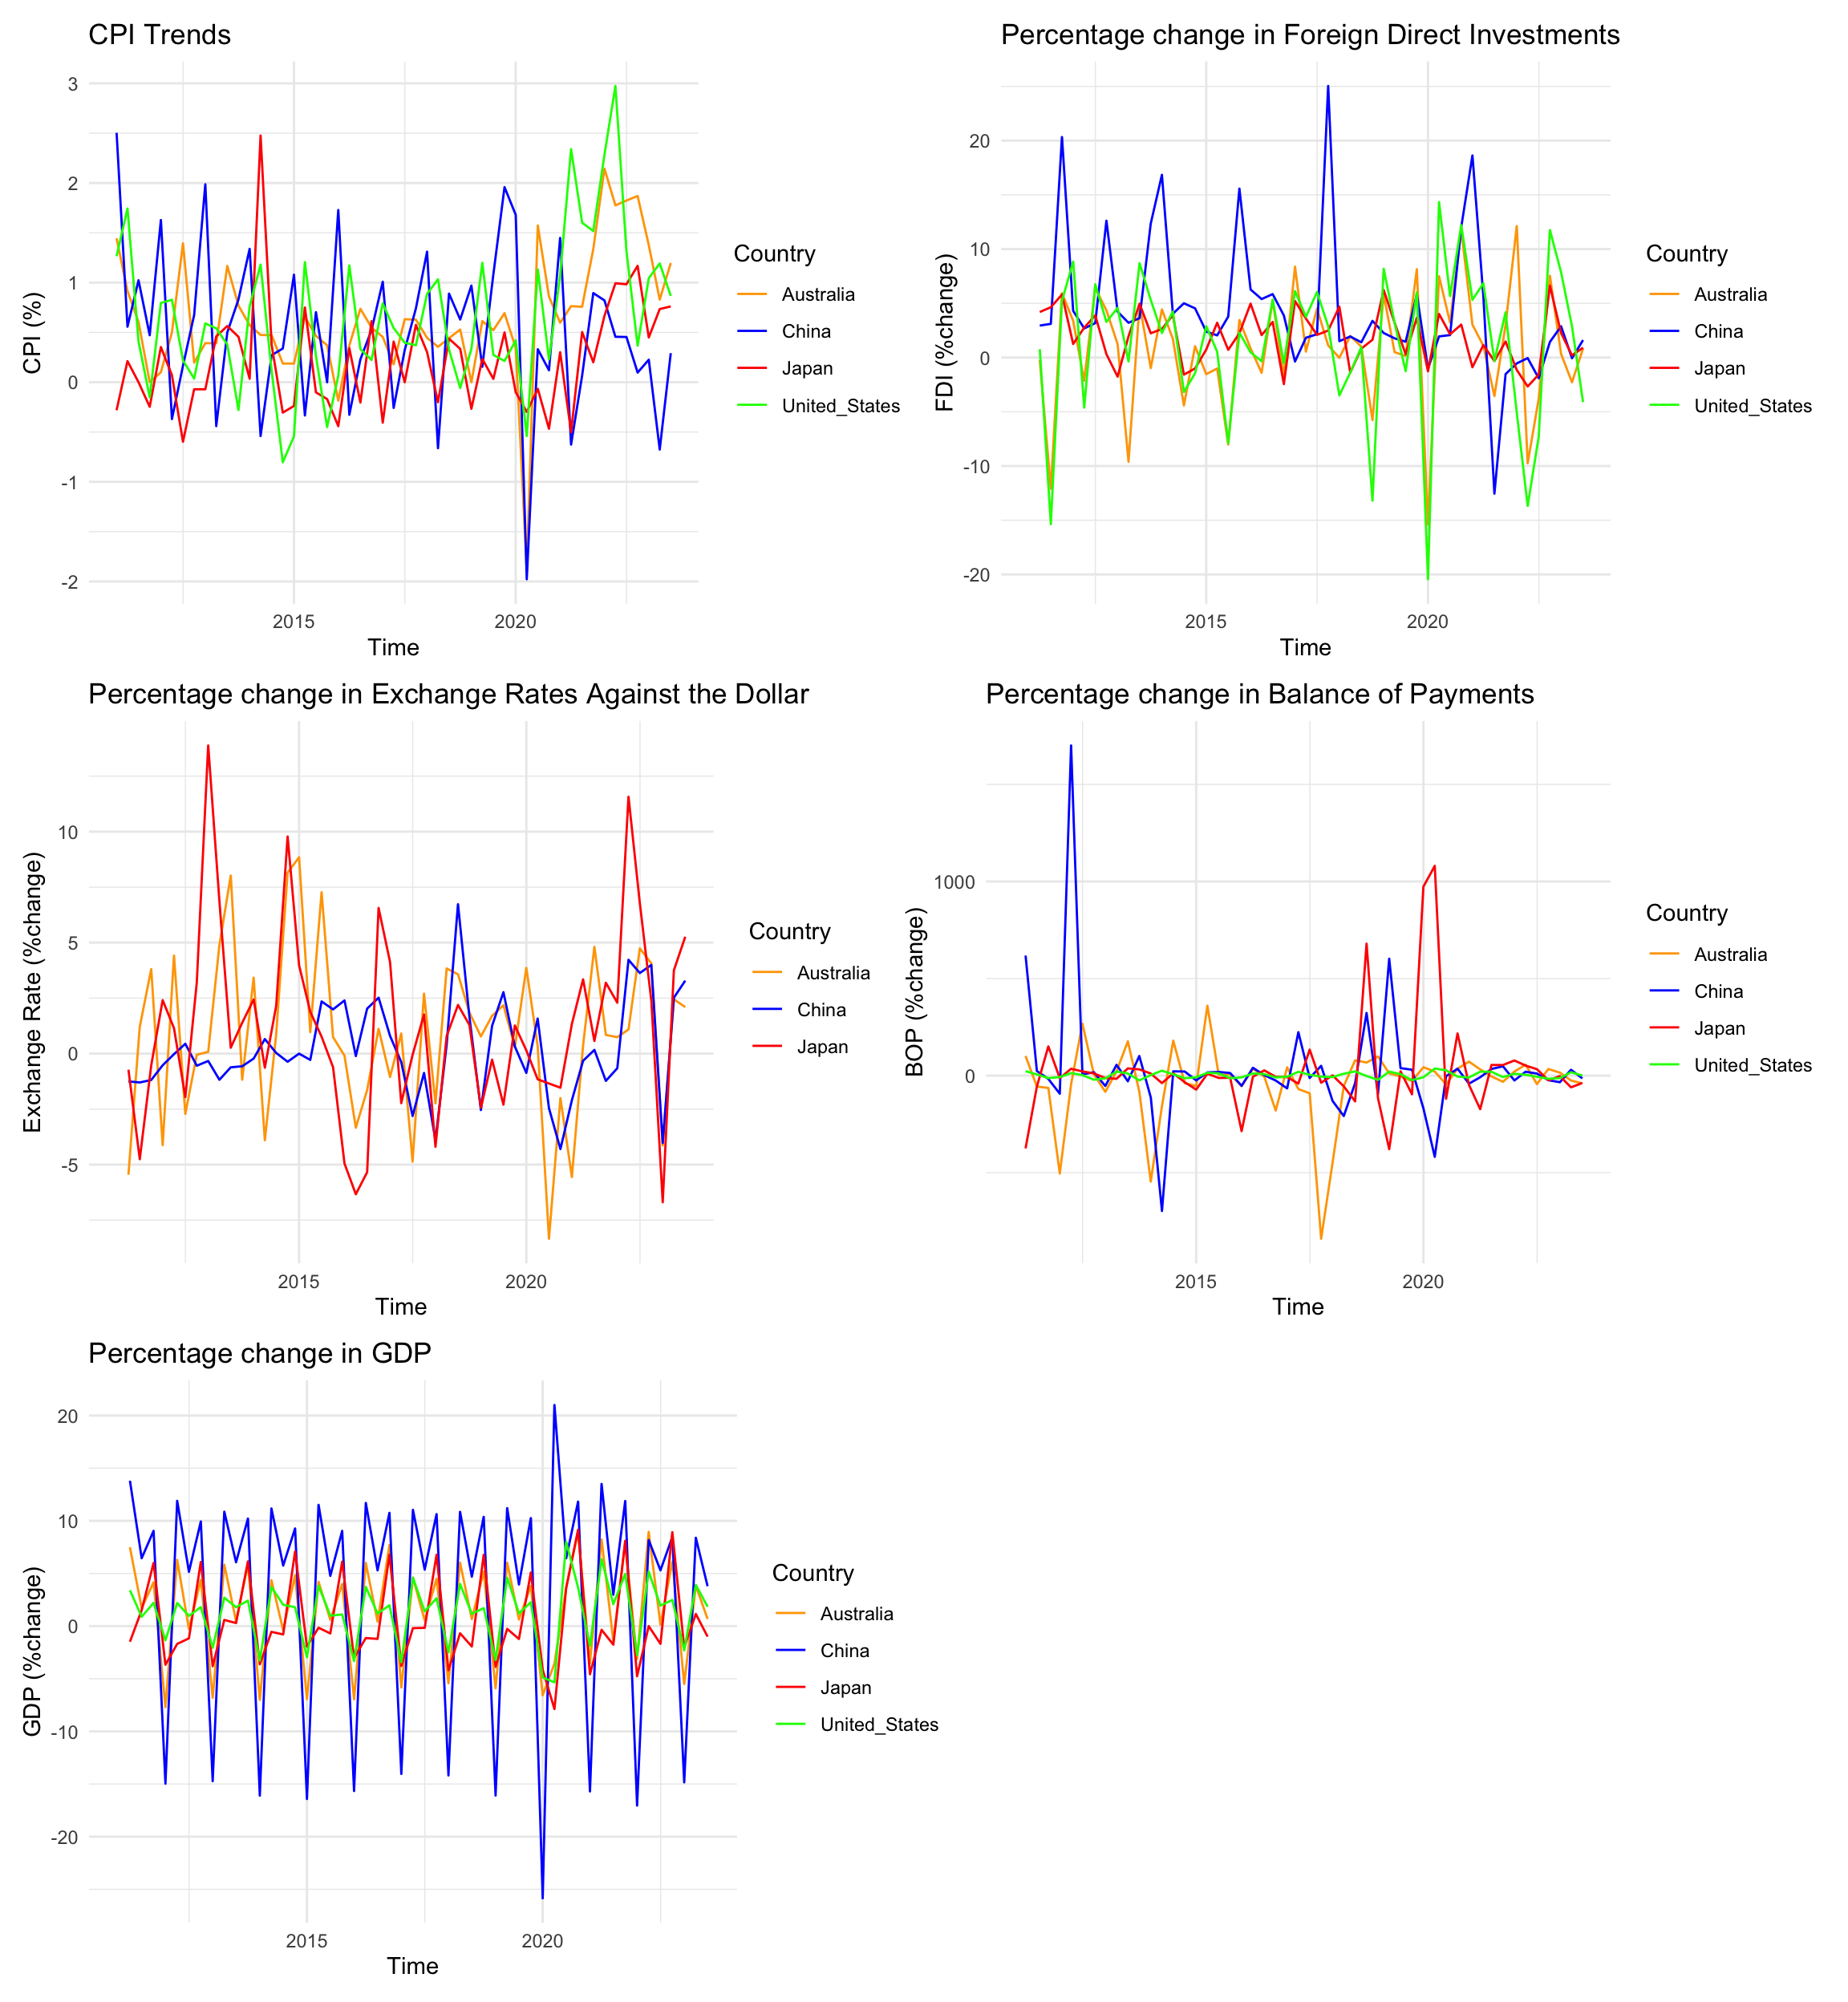 CPI Trends
3
2
1
0
-1
-2
CPI (%)
2015
2020
Time
Country
Australia
China
Japan
United_States
Percentage change in Foreign Direct Investments
20
10
0
-10
-20
FDI (%change)
2015
2020
Time
Country
Australia
China
Japan
United_States
Percentage change in Exchange Rates Against the Dollar
10
5
0
-5
Exchange Rate (%change)
2015
2020
Time
Country
Australia
China
Japan
Percentage change in Balance of Payments
1000
0
BOP (%change)
2015
2020
Time
Country
Australia
China
Japan
United_States
Percentage change in GDP
20
10
0
-10
-20
GDP (%change)
2015
2020
Time
Country
Australia
China
Japan
United_States